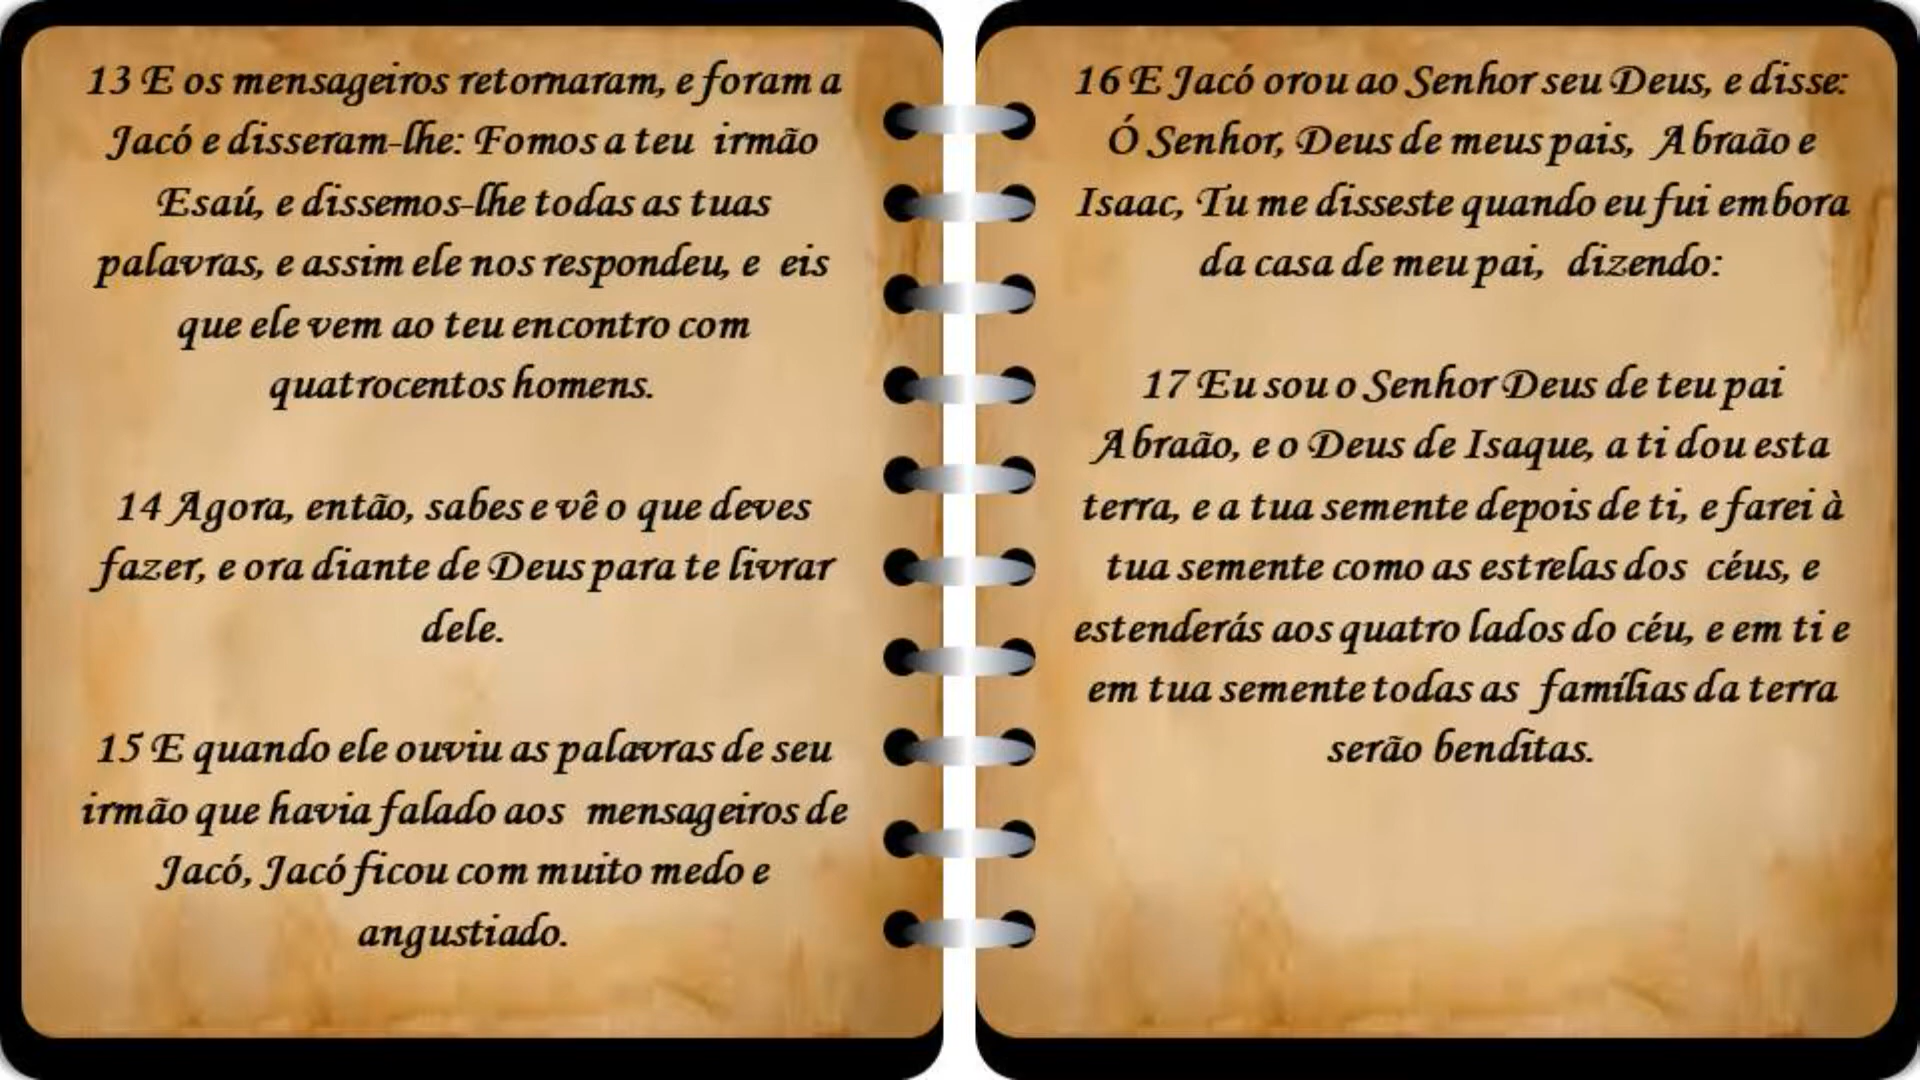 13 E os mensageiros retornaram, e foram a
Jacó e disseram-lhe: Fomos a teu irmão
Esaú, e dissemos-lhe todas as tuas
palavras, e assim ele nos respondeu, e eis
que ele vem ao teu encontro com
quatrocentos homens.
14 Agora, então, sabes e vê o que deves
fazer, e ora diante de Deus para te livrar
dele.
15 E quando ele ouviu as palavras de seu
irmão que havia falado aos mensageiros de
Jacó, Jacó ficou com muito medo e
angustiado.
16 E Jacó orou ao Senhor seu Deus, e disse:
Ó Senhor, Deus de meus pais, Abraão e
Isaac, Tu me disseste quando eu fui embora
da casa de meu pai, dizendo:
17 Eu sou o Senhor Deus de teu pai
Abraão, e o Deus de Isaque, a ti dou esta
terra, e a tua semente depois de ti, e farei à
tua semente como as estrelas dos céus, e
estenderás aos quatro lados do céu, e em ti e
em tua semente todas as famílias da terra
serão benditas.